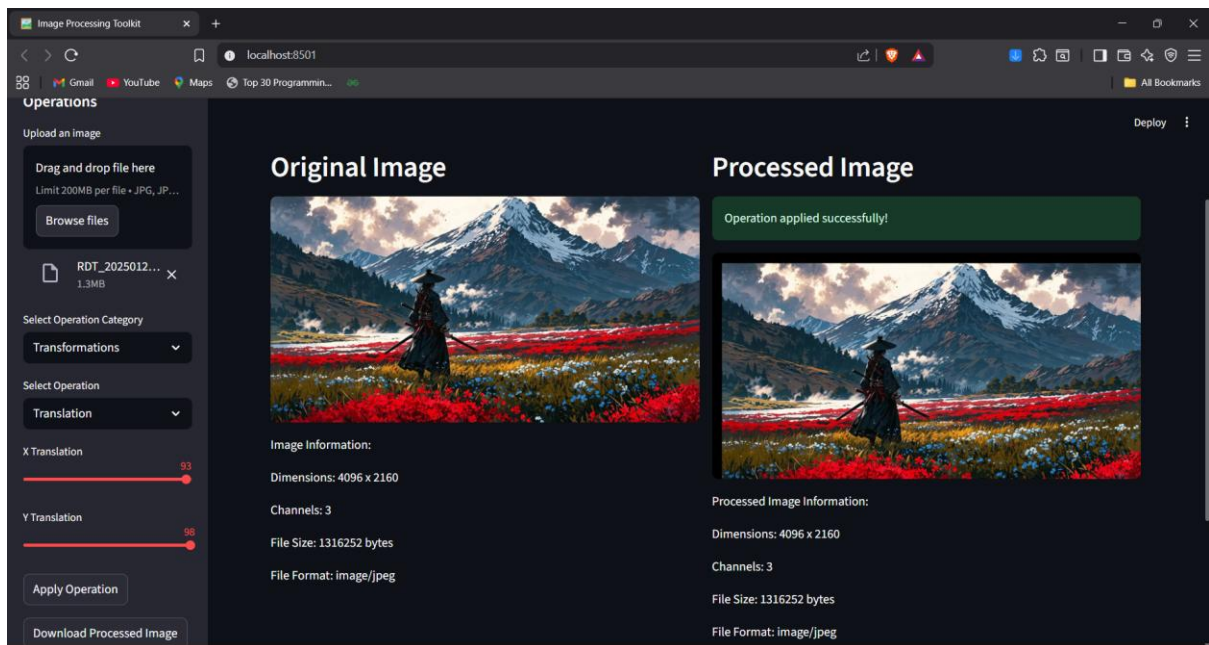 Image Processing Toolkit
localhost:8501
Gmail YouTube Maps Top 30 Programmin... All Bookmarks
Operations
Upload an image
Drag and drop file here
Limit 200MB per file • JPG, JP...
Browse files
RDT_2025012...
1.3MB
Select Operation Category
Transformations
Select Operation
Translation
X Translation
93
Y Translation
98
Apply Operation
Download Processed Image
Deploy
Original Image
Image Information:
Dimensions: 4096 x 2160
Channels: 3
File Size: 1316252 bytes
File Format: image/jpeg
Processed Image
Operation applied successfully!
Processed Image Information:
Dimensions: 4096 x 2160
Channels: 3
File Size: 1316252 bytes
File Format: image/jpeg